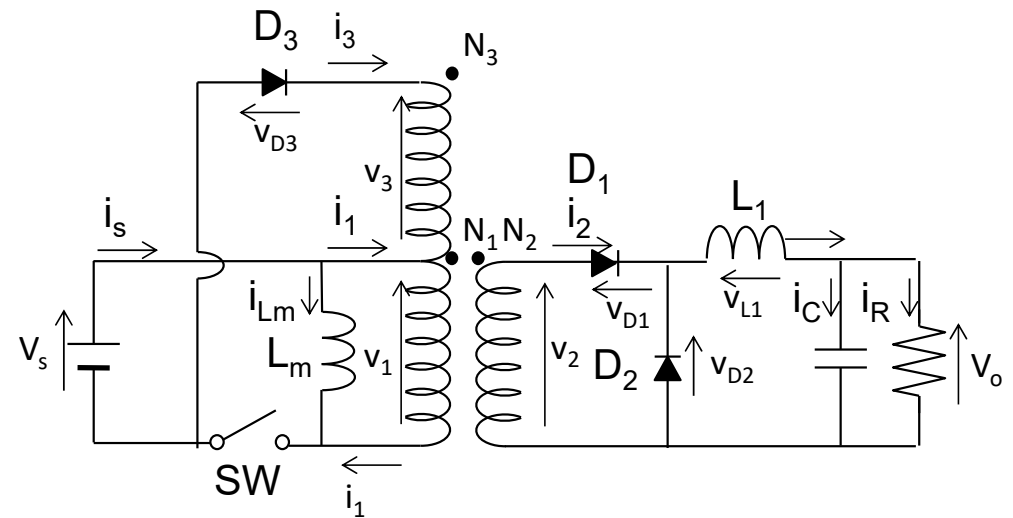 D3
i3
N3
vD3
v3
D1
L1
is
i1
N1 N2
i2
iLm
Lm
vD1
vL1
iC
iR
Vs
v1
v2
D2
vD2
Vo
SW
i1